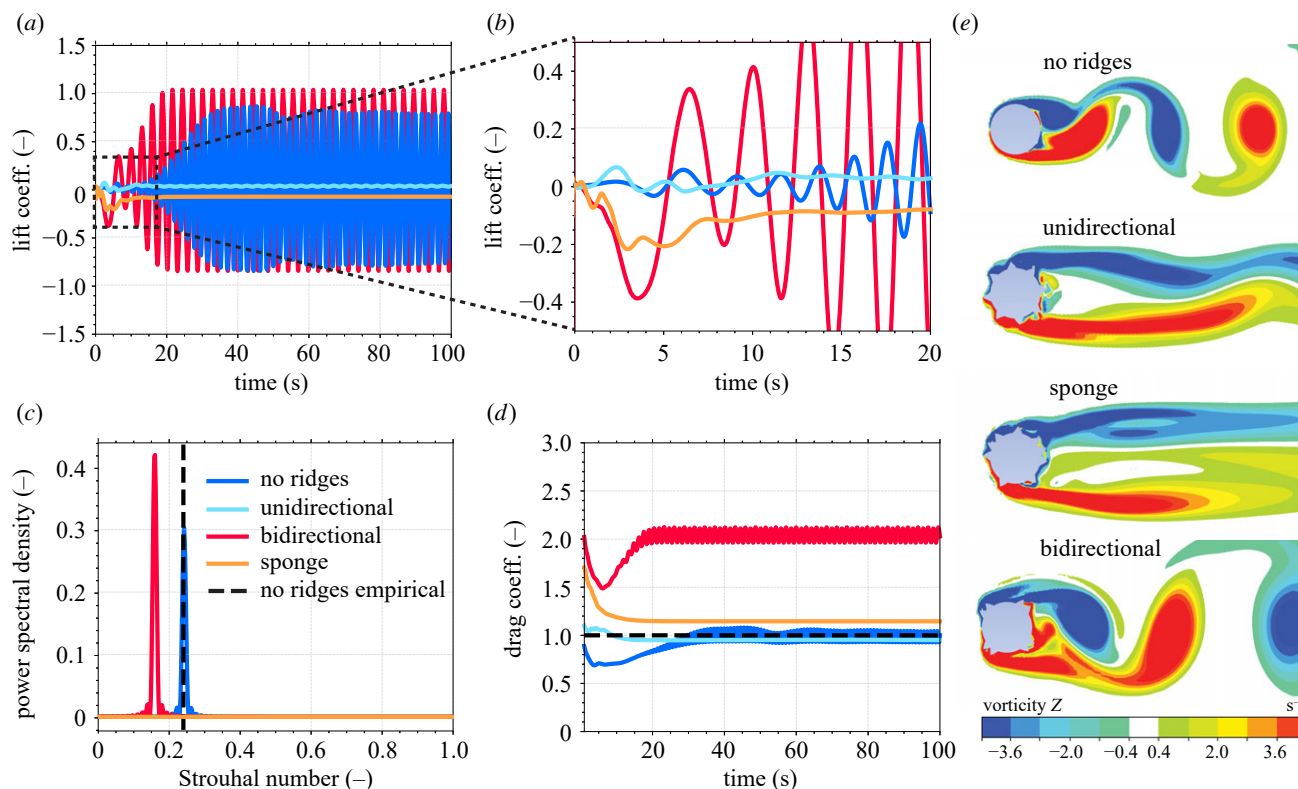 (a)
1.5
1.0
0.5
0
−0.5
−1.0
−1.5
lift coeff. (–)
0 20 40 60 80 100
time (s)
(b)
0.4
0.2
0
−0.2
−0.4
lift coeff. (–)
0 5 10 15 20
time (s)
(c)
0.4
0.3
0.2
0.1
0
power spectral density (–)
no ridges
unidirectional
bidirectional
sponge
no ridges empirical
0 0.2 0.4 0.6 0.8 1.0
Strouhal number (–)
(d)
3.0
2.5
2.0
1.5
1.0
0.5
0
drag coeff. (–)
20 40 60 80 100
time (s)
(e)
no ridges
unidirectional
sponge
bidirectional
vorticity Z
−3.6 −2.0 −0.4 0.4 2.0 3.6